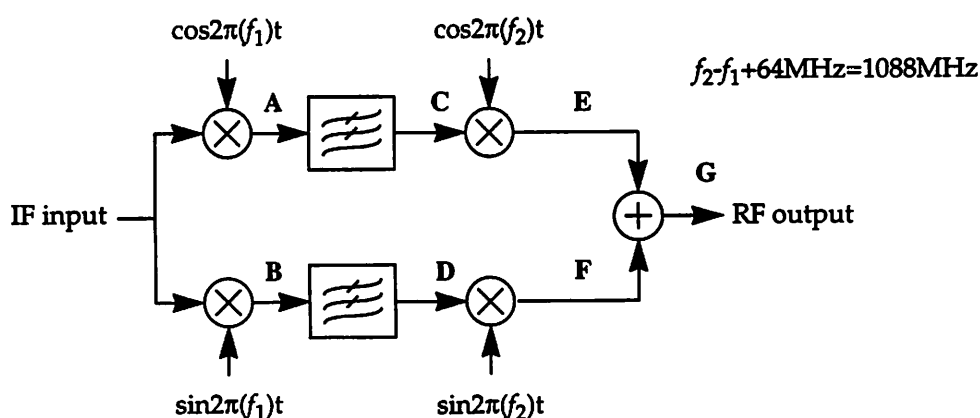 cos2π(f₁)t
cos2π(f₂)t
f₂-f₁+64MHz=1088MHz
A
C
E
G
IF input
RF output
B
D
F
sin2π(f₁)t
sin2π(f₂)t